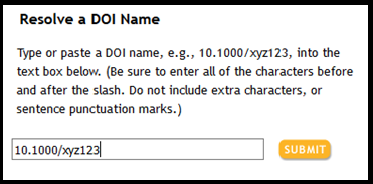 Resolve a DOI Name
Type or paste a DOI name, e.g., 10.1000/xyz123, into the
text box below. (Be sure to enter all of the characters before
and after the slash. Do not include extra characters, or
sentence punctuation marks.)
10.1000/xyz123
SUBMIT